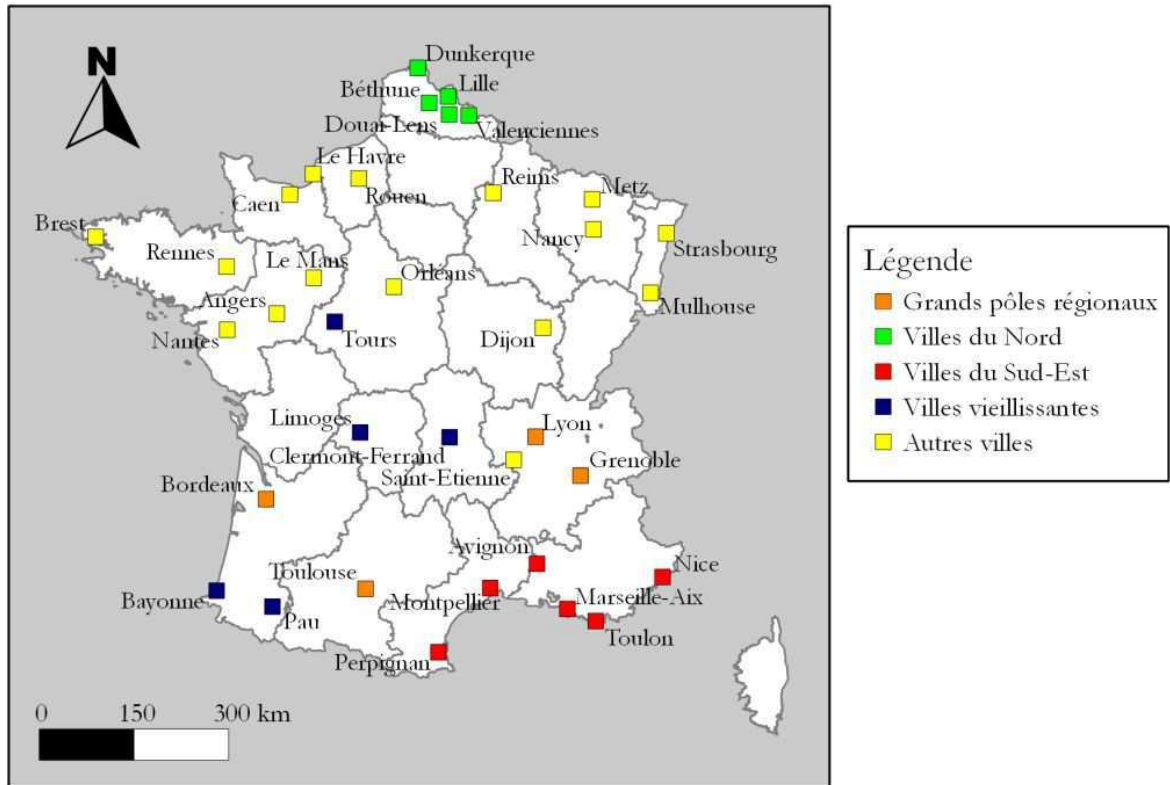 Dunkerque
N
Lille
Béthune
Douai-Lens
Valenciennes
Le Havre
Rouen
Reims
Metz
Caen
Brest
Nancy
Strasbourg
Rennes
Le Mans
Orléans
Angers
Mulhouse
Nantes
Tours
Dijon
Limoges
Lyon
Clermont-Ferrand
Grenoble
Saint-Etienne
Bordeaux
Avignon
Nice
Toulouse
Bayonne
Montpellier
Marseille-Aix
Pau
Toulon
Perpignan
0 150 300 km
Légende
Grands pôles régionaux
Villes du Nord
Villes du Sud-Est
Villes vieillissantes
Autres villes